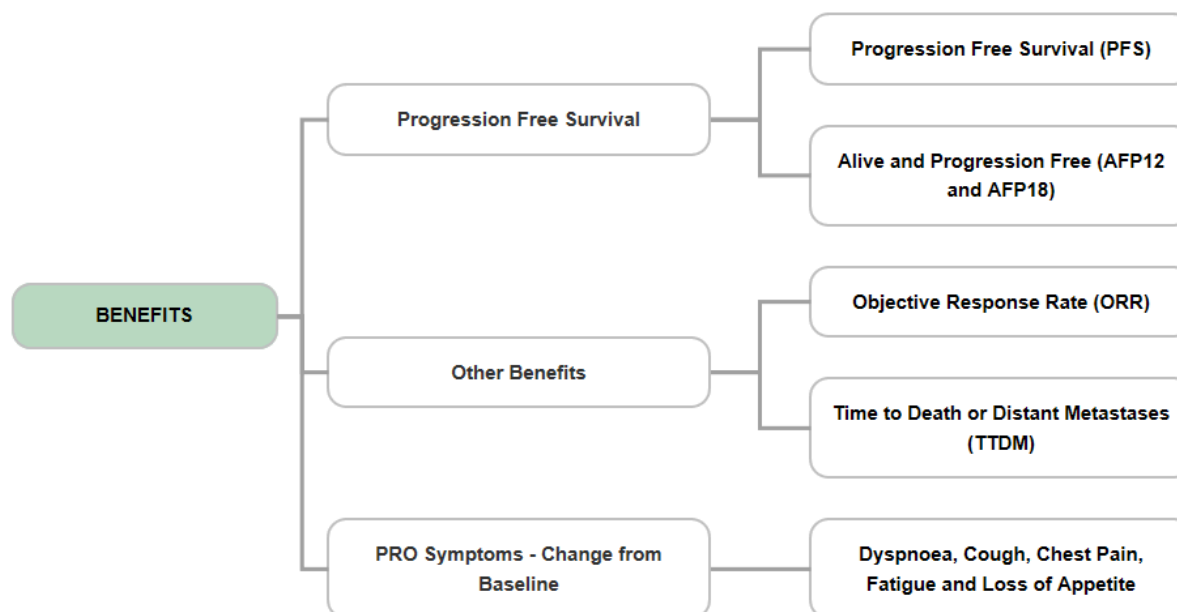 Progression Free Survival (PFS)
Progression Free Survival
Alive and Progression Free (AFP12
and AFP18)
BENEFITS
Objective Response Rate (ORR)
Other Benefits
Time to Death or Distant Metastases
(TTDM)
PRO Symptoms - Change from
Baseline
Dyspnoea, Cough, Chest Pain,
Fatigue and Loss of Appetite